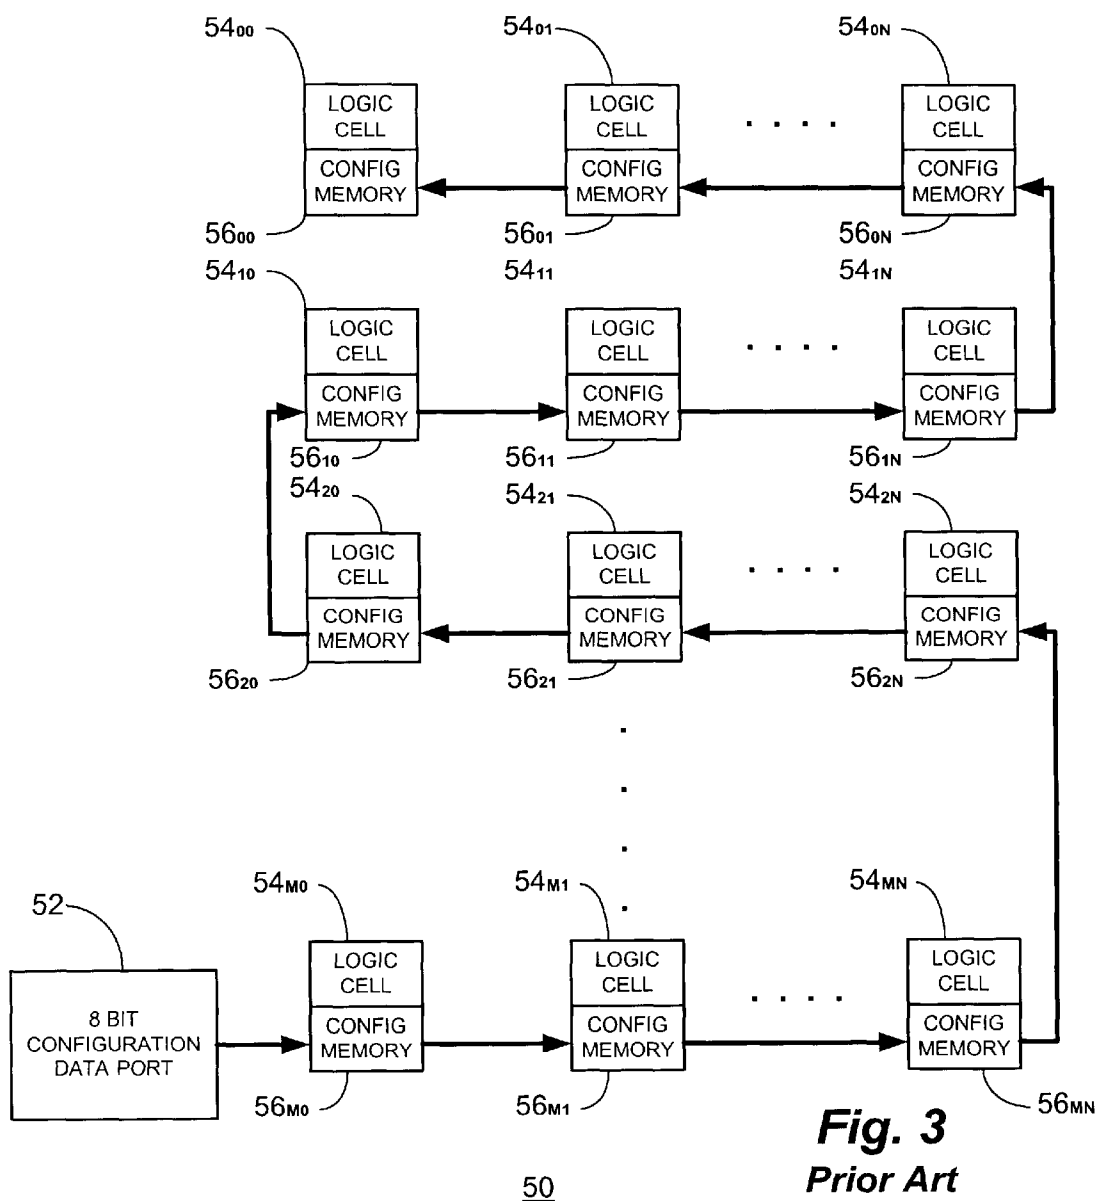 54₀₀ 54₀₁ 54₀N
LOGIC CELL LOGIC CELL LOGIC CELL
. . . .
CONFIG MEMORY CONFIG MEMORY CONFIG MEMORY
56₀₀ 56₀₁ 56₀N
54₁₀ 54₁₁ 54₁N
LOGIC CELL LOGIC CELL LOGIC CELL
. . . .
CONFIG MEMORY CONFIG MEMORY CONFIG MEMORY
56₁₀ 56₁₁ 56₁N
54₂₀ 54₂₁ 54₂N
LOGIC CELL LOGIC CELL LOGIC CELL
. . . .
CONFIG MEMORY CONFIG MEMORY CONFIG MEMORY
56₂₀ 56₂₁ 56₂N
52 54M0 54M1 54MN
LOGIC CELL LOGIC CELL LOGIC CELL
. . . .
8 BIT
CONFIGURATION
DATA PORT
CONFIG MEMORY CONFIG MEMORY CONFIG MEMORY
56M0 56M1 56MN
Fig. 3
Prior Art
50